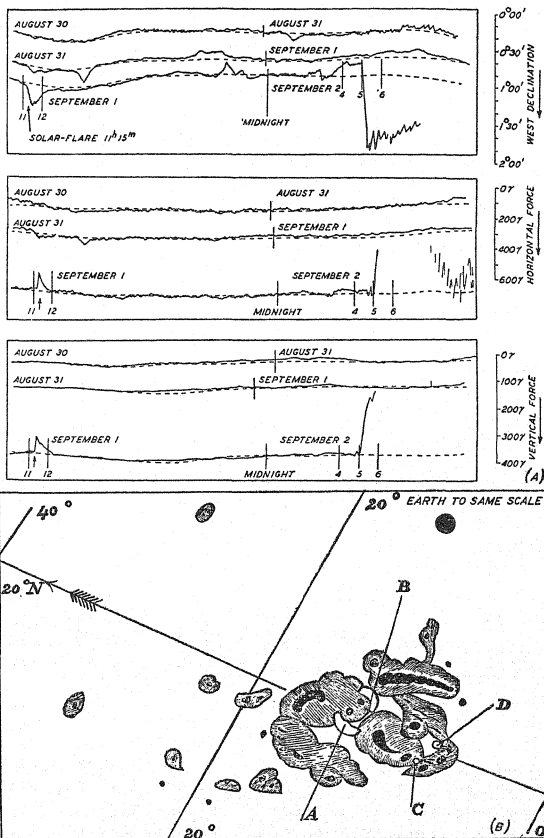 AUGUST 30
AUGUST 31
0°00'
AUGUST 31
SEPTEMBER 1
0°30'
SEPTEMBER 1
SEPTEMBER 2
4
5
6
1°00'
11
12
MIDNIGHT
SOLAR-FLARE 11h 15m
1°30'
2°00'
WEST DECLINATION
AUGUST 30
AUGUST 31
0γ
200γ
AUGUST 31
SEPTEMBER 1
400γ
SEPTEMBER 1
SEPTEMBER 2
600γ
11
12
MIDNIGHT
4
5
6
HORIZONTAL FORCE
AUGUST 30
AUGUST 31
0γ
AUGUST 31
SEPTEMBER 1
100γ
200γ
SEPTEMBER 1
SEPTEMBER 2
300γ
11
12
MIDNIGHT
4
5
6
400γ
VERTICAL FORCE
(A)
40°
20°
EARTH TO SAME SCALE
20°N
B
D
A
C
20°
(B)